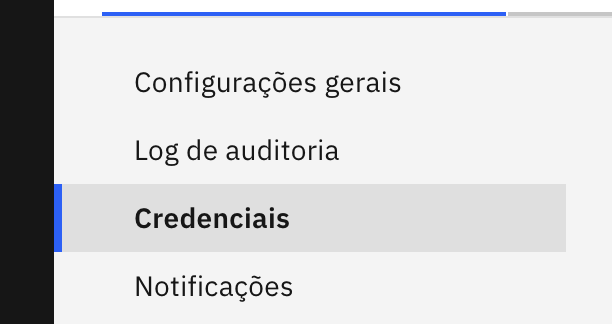 Configurações gerais
Log de auditoria
Credenciais
Notificações